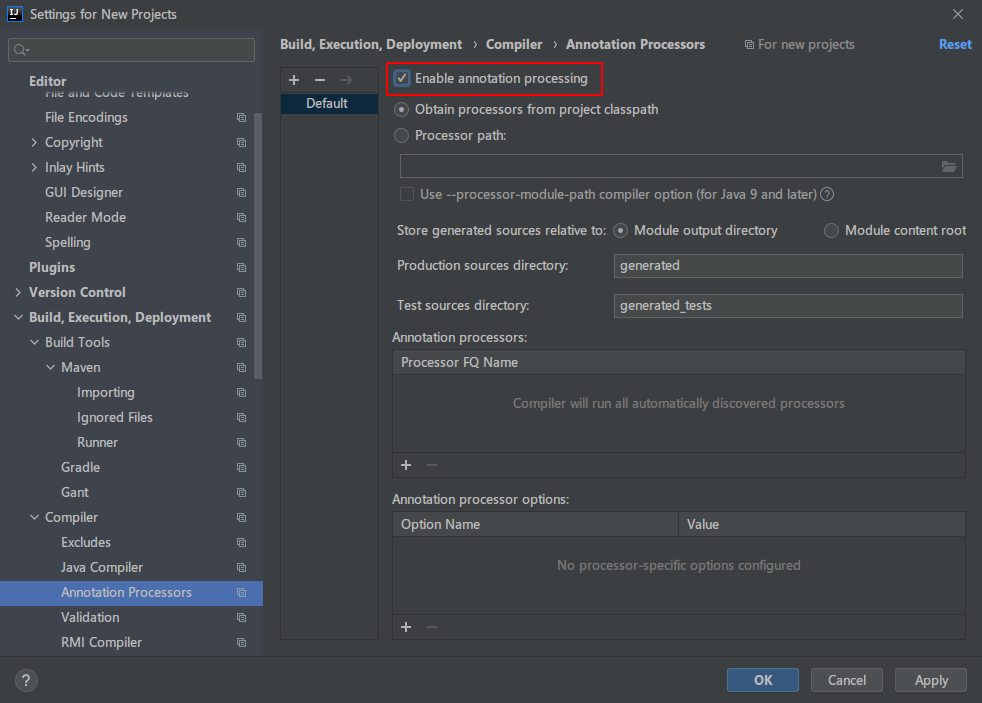 Settings for New Projects
Editor
File and Code Templates
File Encodings
Copyright
Inlay Hints
GUI Designer
Reader Mode
Spelling
Plugins
Version Control
Build, Execution, Deployment
Build Tools
Maven
Importing
Ignored Files
Runner
Gradle
Gant
Compiler
Excludes
Java Compiler
Annotation Processors
Validation
RMI Compiler
Build, Execution, Deployment › Compiler › Annotation Processors For new projects Reset
Default
Enable annotation processing
Obtain processors from project classpath
Processor path:
Use --processor-module-path compiler option (for Java 9 and later) ?
Store generated sources relative to: Module output directory Module content root
Production sources directory: generated
Test sources directory: generated_tests
Annotation processors:
Processor FQ Name
Compiler will run all automatically discovered processors
Annotation processor options:
Option Name Value
No processor-specific options configured
? OK Cancel Apply